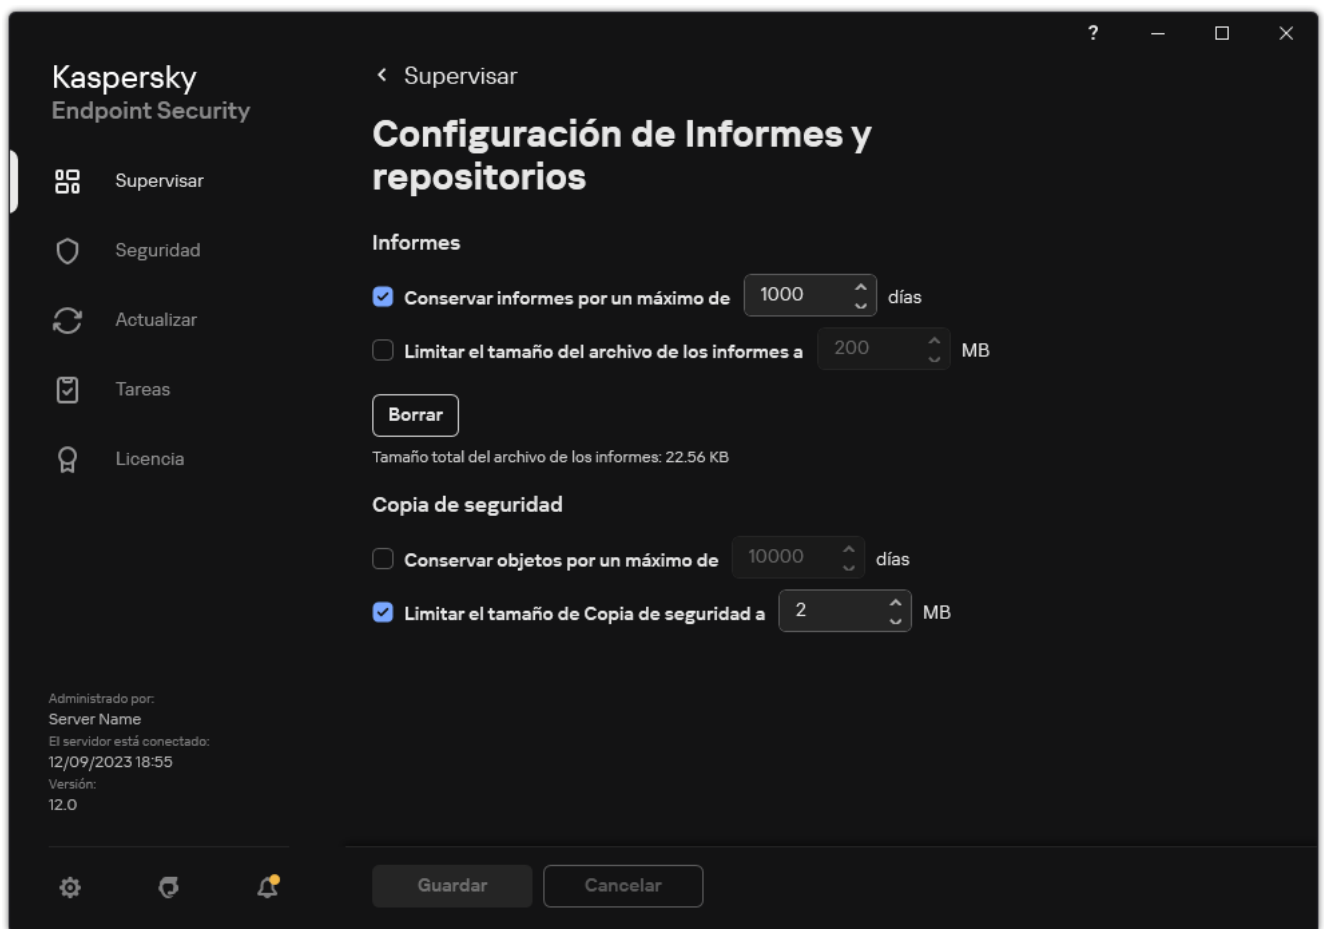 ?
Kaspersky
Endpoint Security
Supervisar
Seguridad
Actualizar
Tareas
Licencia
Administrado por:
Server Name
El servidor está conectado:
12/09/2023 18:55
Versión:
12.0
Supervisar
Configuración de Informes y
repositorios
Informes
Conservar informes por un máximo de 1000 días
Limitar el tamaño del archivo de los informes a 200 MB
Borrar
Tamaño total del archivo de los informes: 22.56 KB
Copia de seguridad
Conservar objetos por un máximo de 10000 días
Limitar el tamaño de Copia de seguridad a 2 MB
Guardar Cancelar